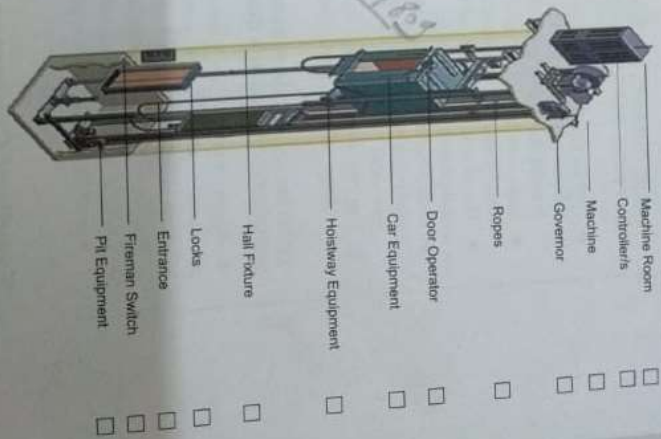 Machine Room
Controller/s
Machine
Governor
Ropes
Door Operator
Car Equipment
Hoistway Equipment
Hall Fixture
Locks
Entrance
Fireman Switch
Pit Equipment